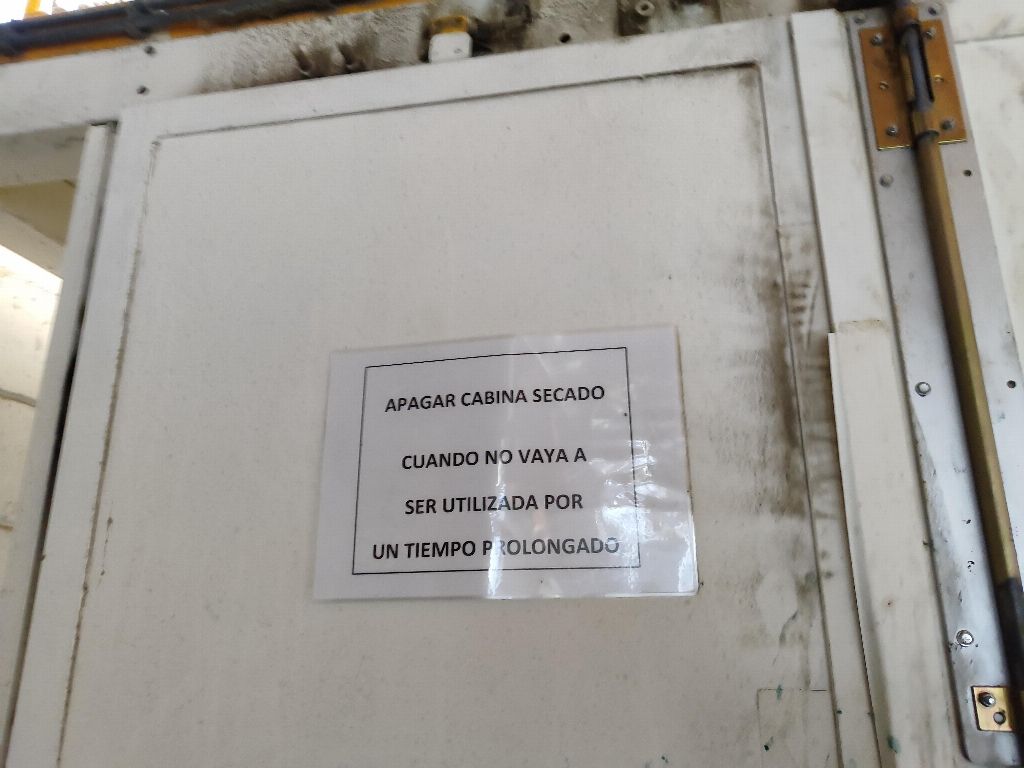 APAGAR CABINA SECADO
CUANDO NO VAYA A
SER UTILIZADA POR
UN TIEMPO PROLONGADO